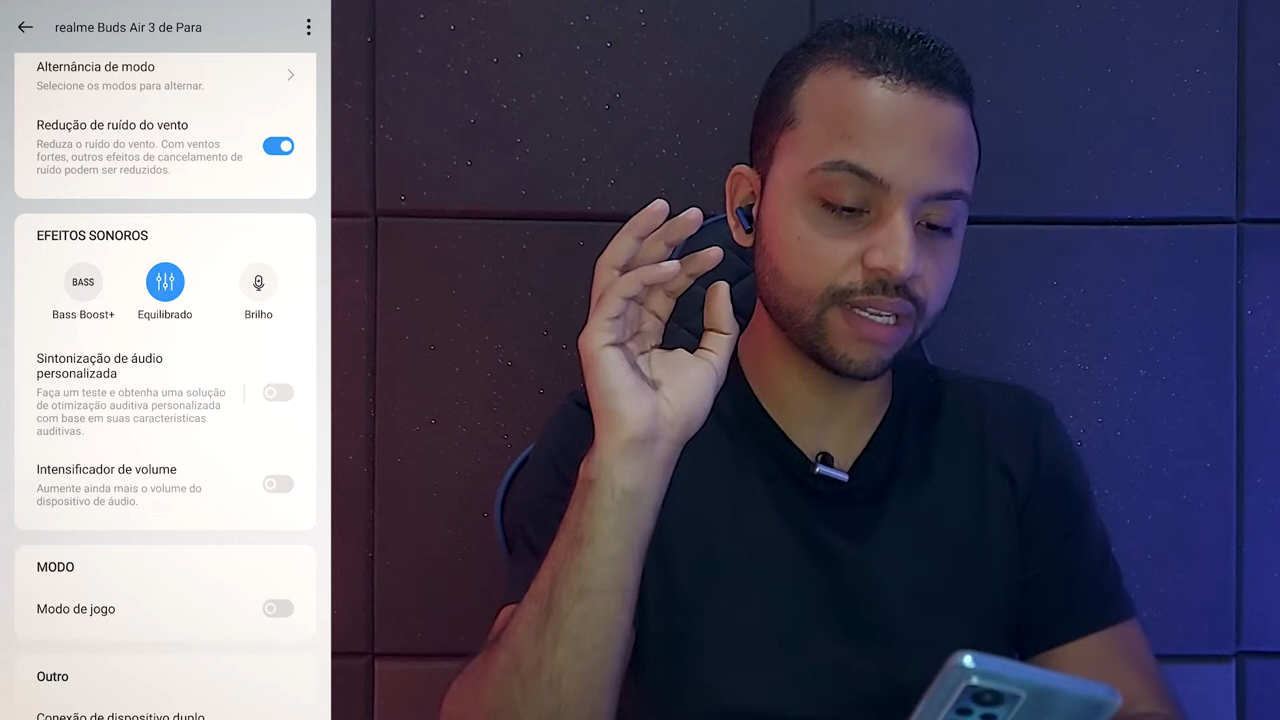 realme Buds Air 3 de Para
Alternância de modo
Selecione os modos para alternar.
Redução de ruído do vento
Reduza o ruído do vento. Com ventos
fortes, outros efeitos de cancelamento de
ruído podem ser reduzidos.
EFEITOS SONOROS
BASS
Bass Boost+
Equilibrado
Brilho
Sintonização de áudio
personalizada
Faça um teste e obtenha uma solução
de otimização auditiva personalizada
com base em suas características
auditivas.
Intensificador de volume
Aumente ainda mais o volume do
dispositivo de áudio.
MODO
Modo de jogo
Outro
Conexão de dispositivo duplo